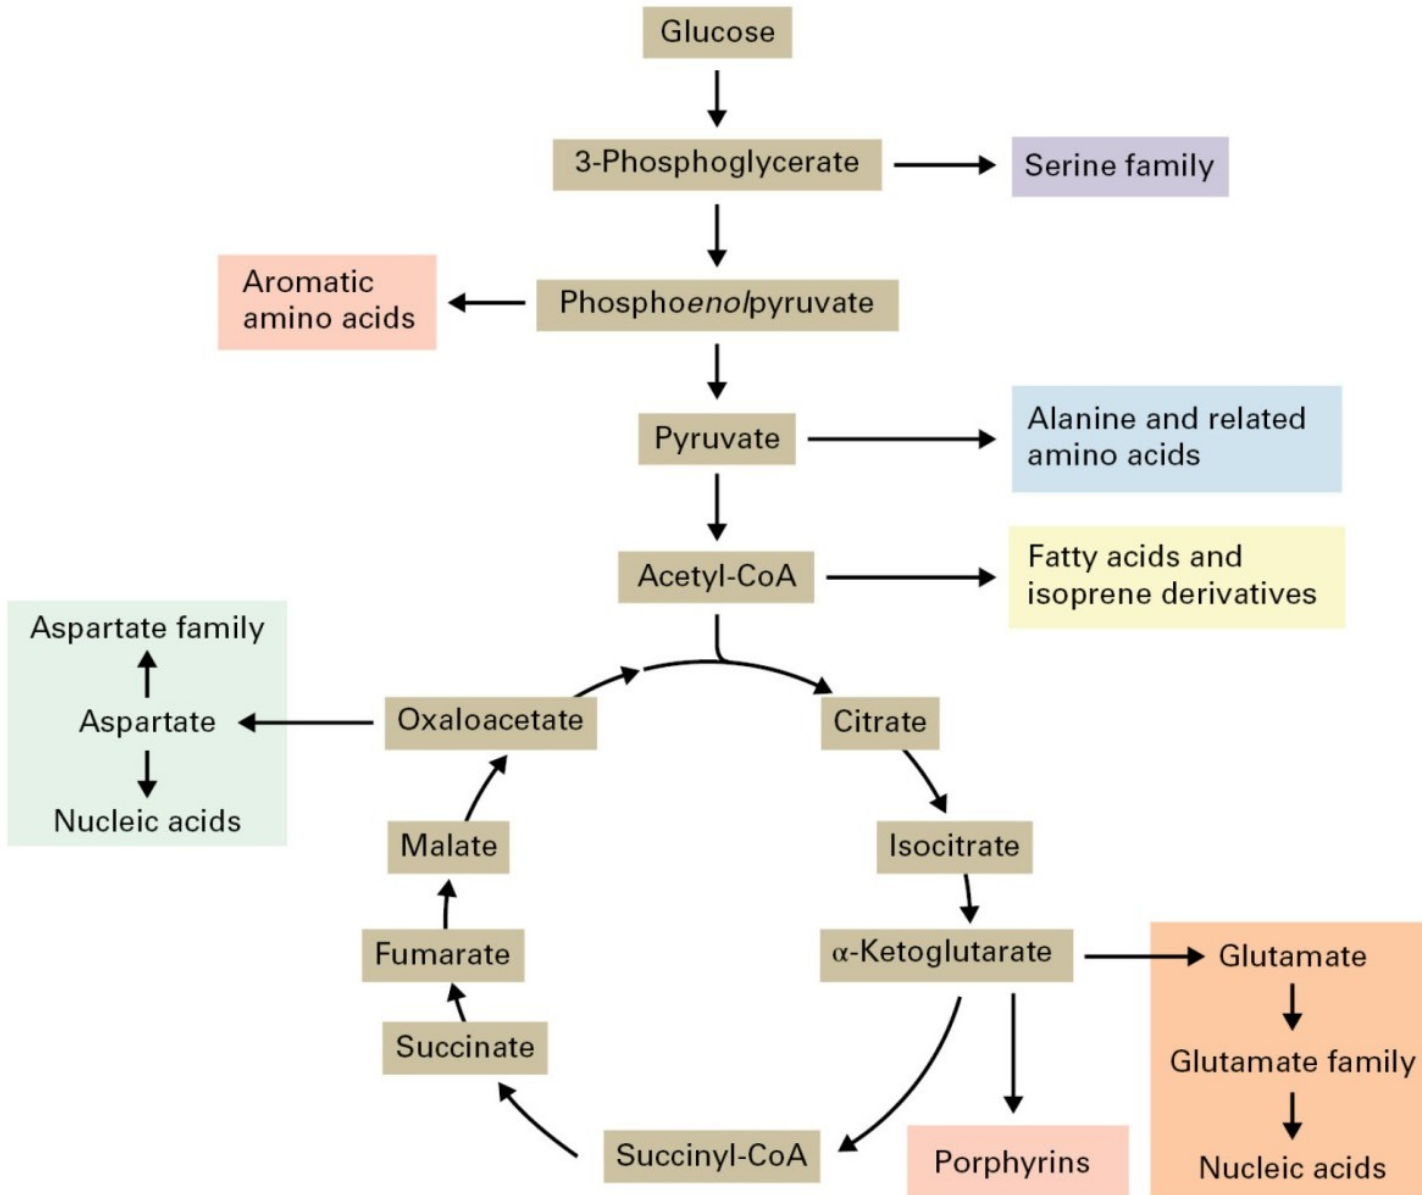 Glucose
3-Phosphoglycerate
Serine family
Aromatic
amino acids
Phosphoenolpyruvate
Pyruvate
Alanine and related
amino acids
Acetyl-CoA
Fatty acids and
isoprene derivatives
Aspartate family
Aspartate
Nucleic acids
Oxaloacetate
Citrate
Malate
Isocitrate
Fumarate
α-Ketoglutarate
Glutamate
Succinate
Glutamate family
Succinyl-CoA
Porphyrins
Nucleic acids